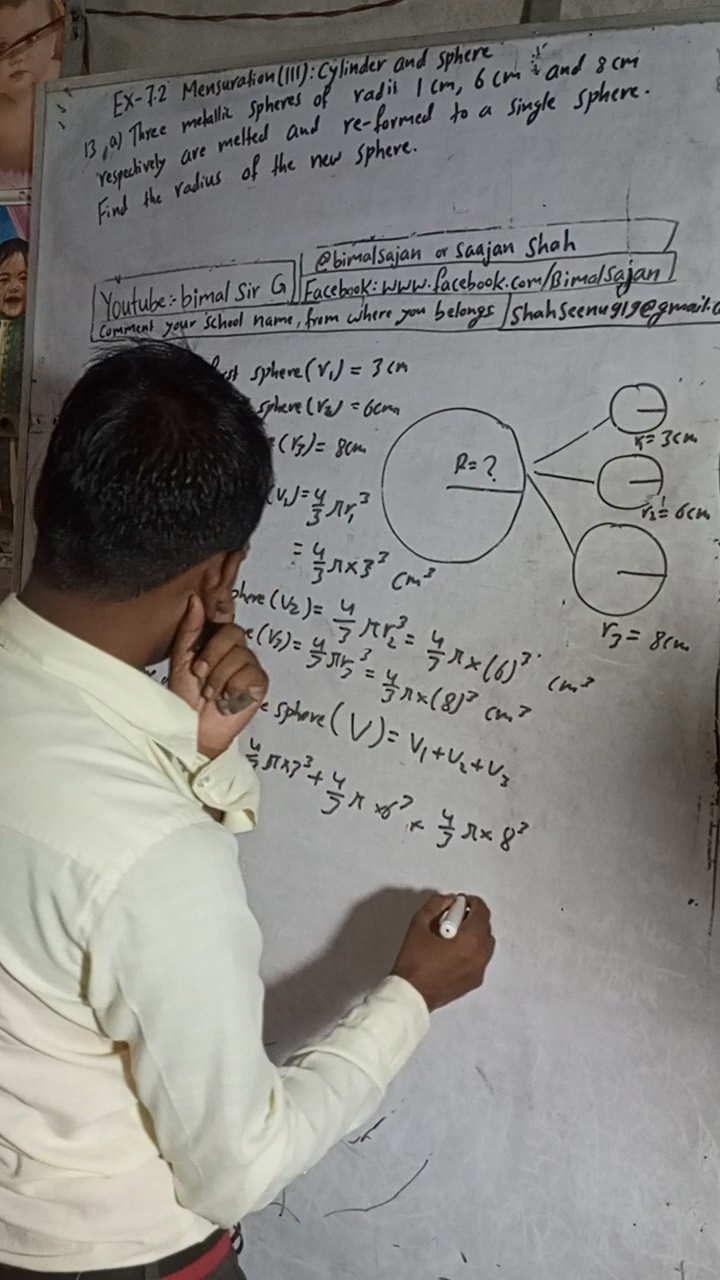 EX-7.2 Mensuration (III): Cylinder and sphere
13, a) Three metallic spheres of radii 1 cm, 6 cm and 8 cm
respectively are melted and re-formed to a single sphere.
Find the radius of the new sphere.
@bimalsajan or Saajan Shah
Youtube:- bimal Sir G
Facebook: www.facebook.com/BimalSajan
Comment your School name, from where you belongs
Shahseenu919@gmail.c
sphere (r₁) = 3 cm
sphere (r₂) = 6cm
(r₃) = 8cm
(V₁) = 4/3 πr₁³
= 4/3 π×3³ cm³
phere (V₂) = 4/3 πr₂³ = 4/3 π×(6)³ cm³
(V₃) = 4/3 πr₃³ = 4/3 π×(8)³ cm³
sphere (V) = V₁+V₂+V₃
4/3 π×3³ + 4/3 π×6³ × 4/3 π× 8³
R = ?
r₁= 3cm
r₂= 6cm
r₃ = 8cm